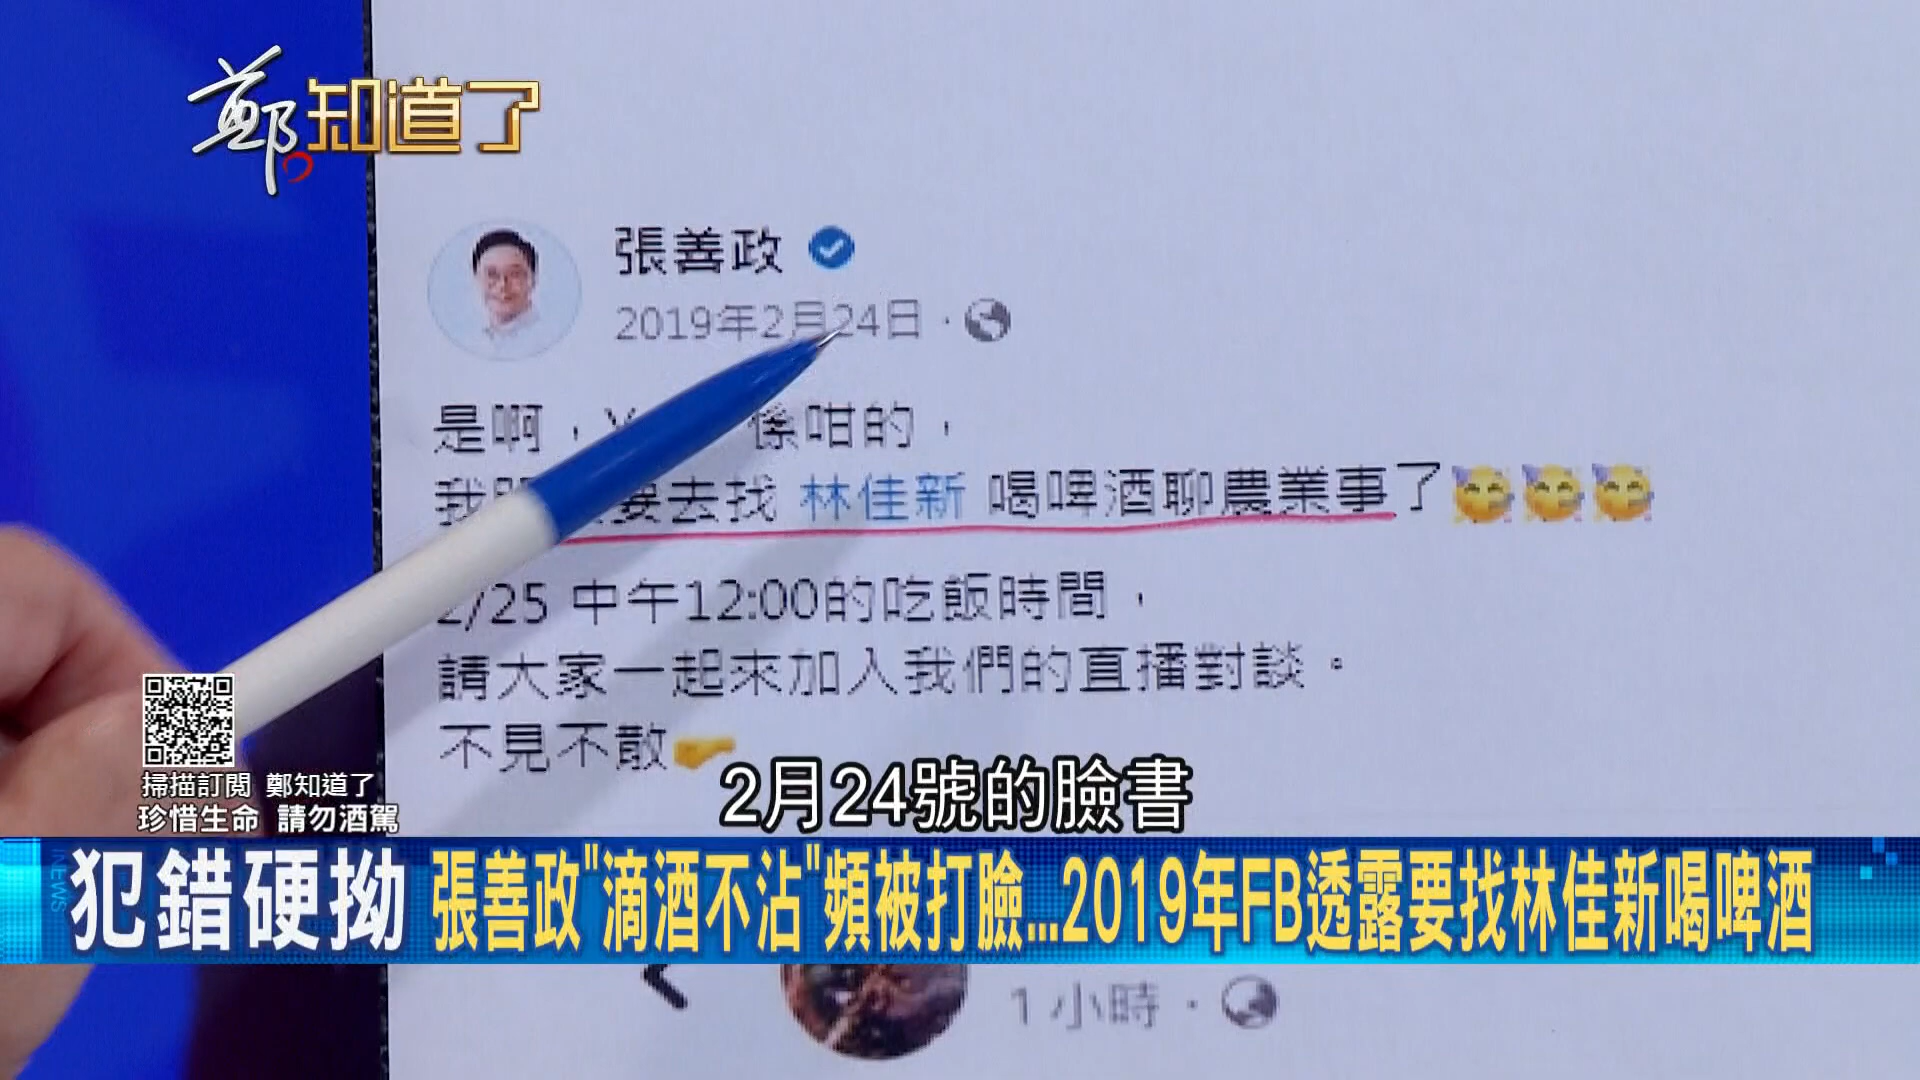 鄭知道了
張善政
2019年2月24日
是啊, 係咁的,
我 要去找 林佳新 喝啤酒聊農業事了🥳🥳🥳
2/25 中午12:00的吃飯時間,
請大家一起來加入我們的直播對談。
不見不散
掃描訂閱 鄭知道了
珍惜生命 請勿酒駕
2月24號的臉書
INEWS
犯錯硬拗 張善政"滴酒不沾"頻被打臉...2019年FB透露要找林佳新喝啤酒
1小時